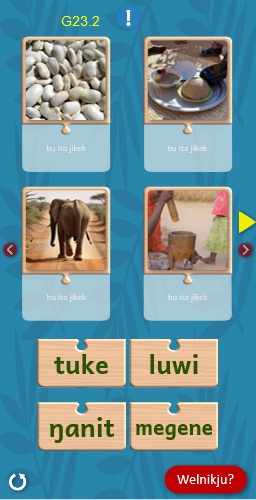 G23.2
!
bu ita jikek
bu ita jikek
bu ita jikek
bu ita jikek
tuke
luwi
ŋanit
megene
Welnikju?